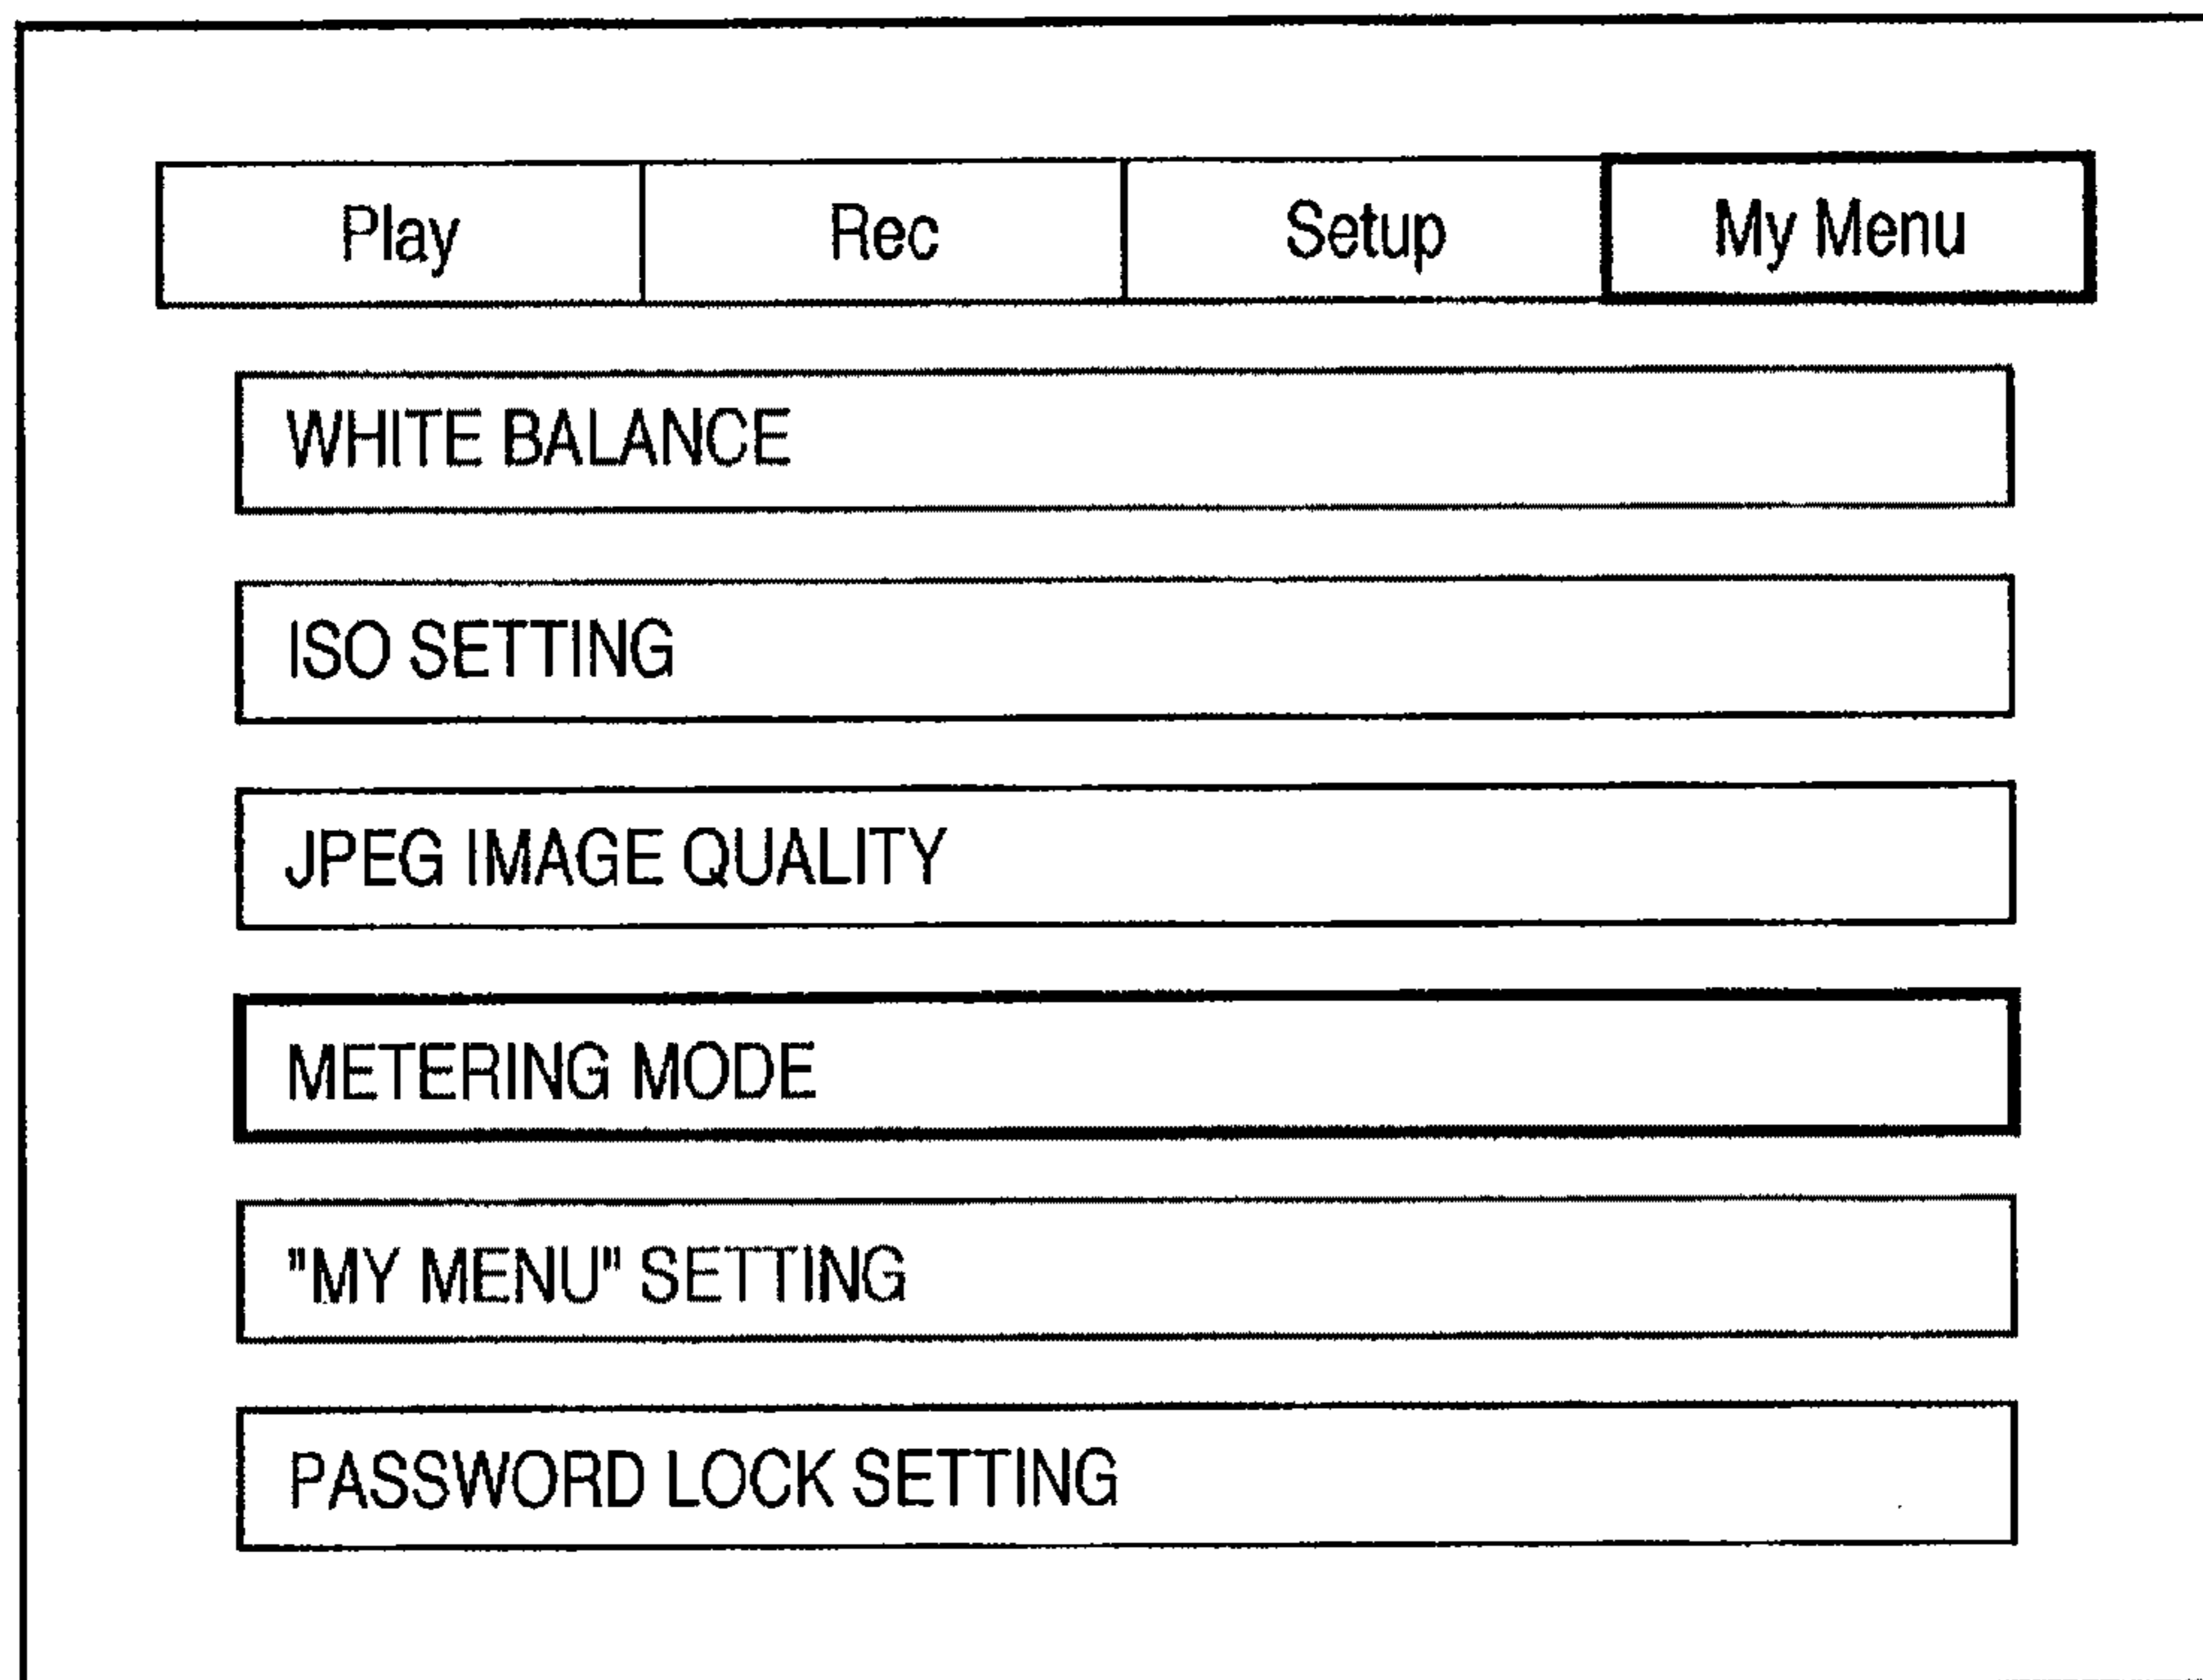 Play Rec Setup My Menu
WHITE BALANCE
ISO SETTING
JPEG IMAGE QUALITY
METERING MODE
"MY MENU" SETTING
PASSWORD LOCK SETTING